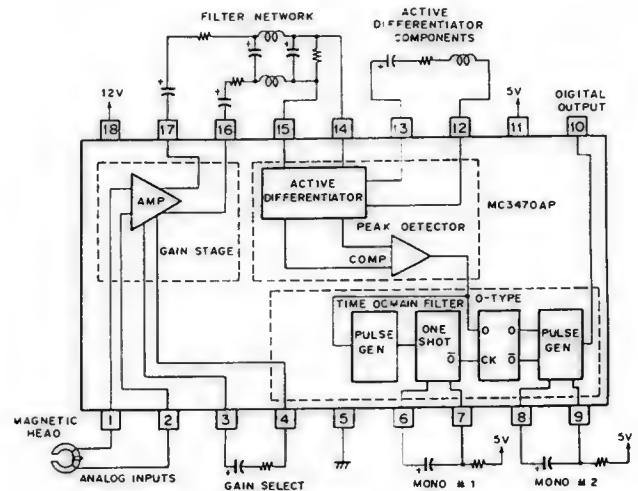 FILTER NETWORK
ACTIVE
DIFFERENTIATOR
COMPONENTS
12V
5V
DIGITAL
OUTPUT
18
17
16
15
14
13
12
11
10
AMP
GAIN STAGE
ACTIVE
DIFFERENTIATOR
MC3470AP
PEAK DETECTOR
COMP
TIME DOMAIN FILTER
D-TYPE
PULSE
GEN
ONE
SHOT
Q̅
D
CK
Q
Q̅
PULSE
GEN
1
2
3
4
5
6
7
8
9
MAGNETIC
HEAD
ANALOG INPUTS
GAIN SELECT
MONO #1
5V
MONO #2
5V